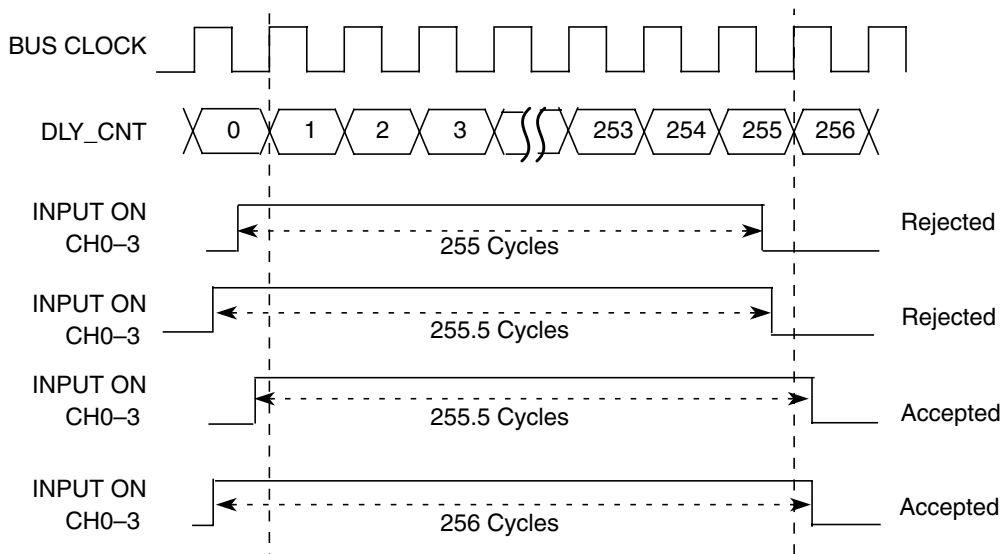 BUS CLOCK
DLY_CNT
0 1 2 3 253 254 255 256
INPUT ON
CH0–3
255 Cycles
Rejected
INPUT ON
CH0–3
255.5 Cycles
Rejected
INPUT ON
CH0–3
255.5 Cycles
Accepted
INPUT ON
CH0–3
256 Cycles
Accepted